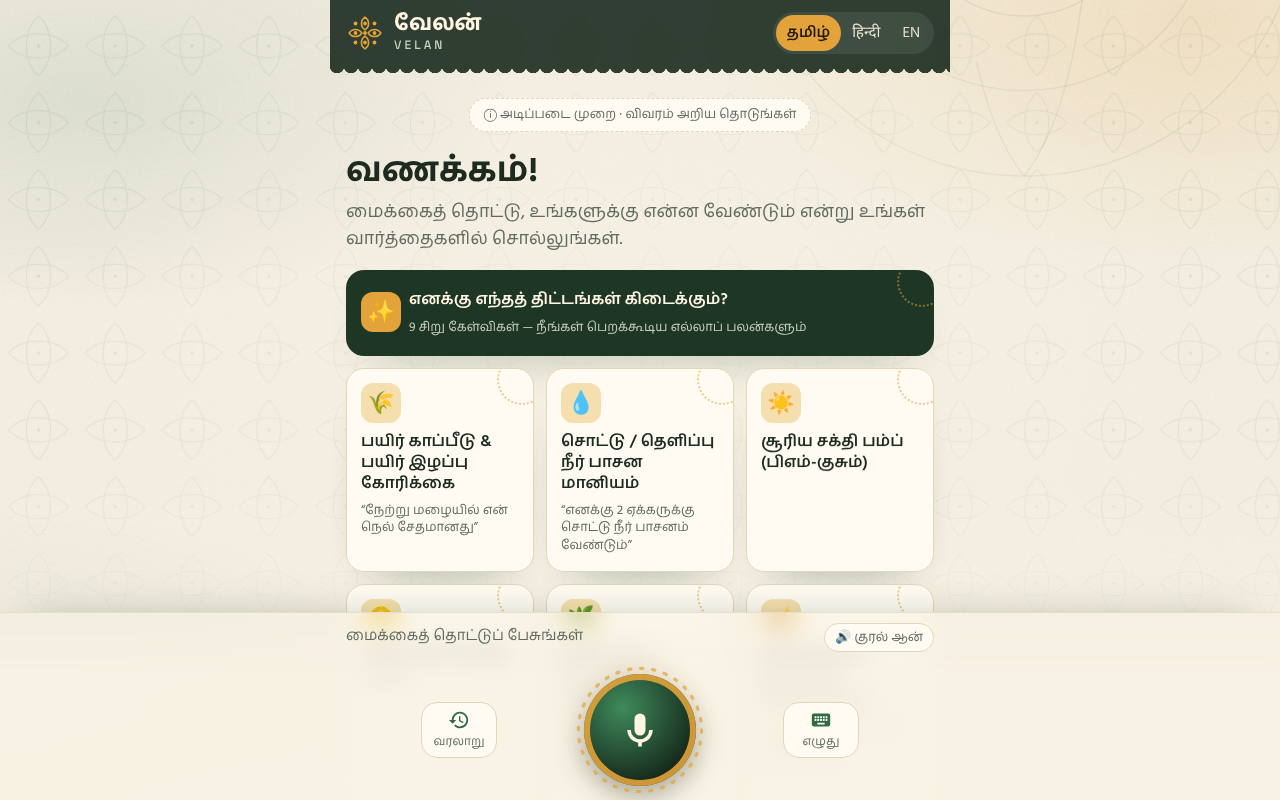 வேலன்
VELAN
தமிழ்
हिन्दी
EN
ⓘ அடிப்படை முறை · விவரம் அறிய தொடுங்கள்
வணக்கம்!
மைக்கைத் தொட்டு, உங்களுக்கு என்ன வேண்டும் என்று உங்கள்
வார்த்தைகளில் சொல்லுங்கள்.
எனக்கு எந்தத் திட்டங்கள் கிடைக்கும்?
9 சிறு கேள்விகள் — நீங்கள் பெறக்கூடிய எல்லாப் பலன்களும்
பயிர் காப்பீடு &
பயிர் இழப்பு
கோரிக்கை
“நேற்று மழையில் என்
நெல் சேதமானது”
சொட்டு / தெளிப்பு
நீர் பாசன
மானியம்
“எனக்கு 2 ஏக்கருக்கு
சொட்டு நீர் பாசனம்
வேண்டும்”
சூரிய சக்தி பம்ப்
(பிஎம்-குசும்)
மைக்கைத் தொட்டுப் பேசுங்கள்
குரல் ஆன்
வரலாறு
எழுது